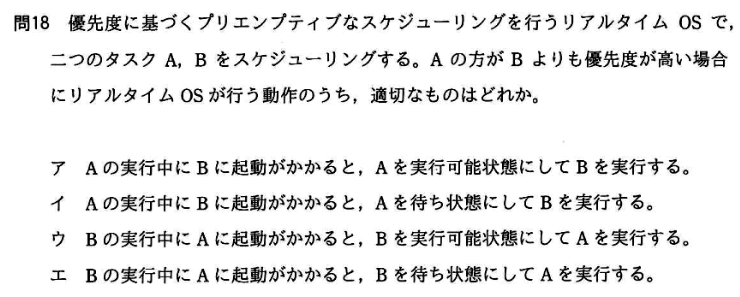 問18 優先度に基づくプリエンプティブなスケジューリングを行うリアルタイム OS で,
二つのタスク A, B をスケジューリングする。A の方が B よりも優先度が高い場合
にリアルタイム OS が行う動作のうち, 適切なものはどれか。
ア A の実行中に B に起動がかかると, A を実行可能状態にして B を実行する。
イ A の実行中に B に起動がかかると, A を待ち状態にして B を実行する。
ウ B の実行中に A に起動がかかると, B を実行可能状態にして A を実行する。
エ B の実行中に A に起動がかかると, B を待ち状態にして A を実行する。